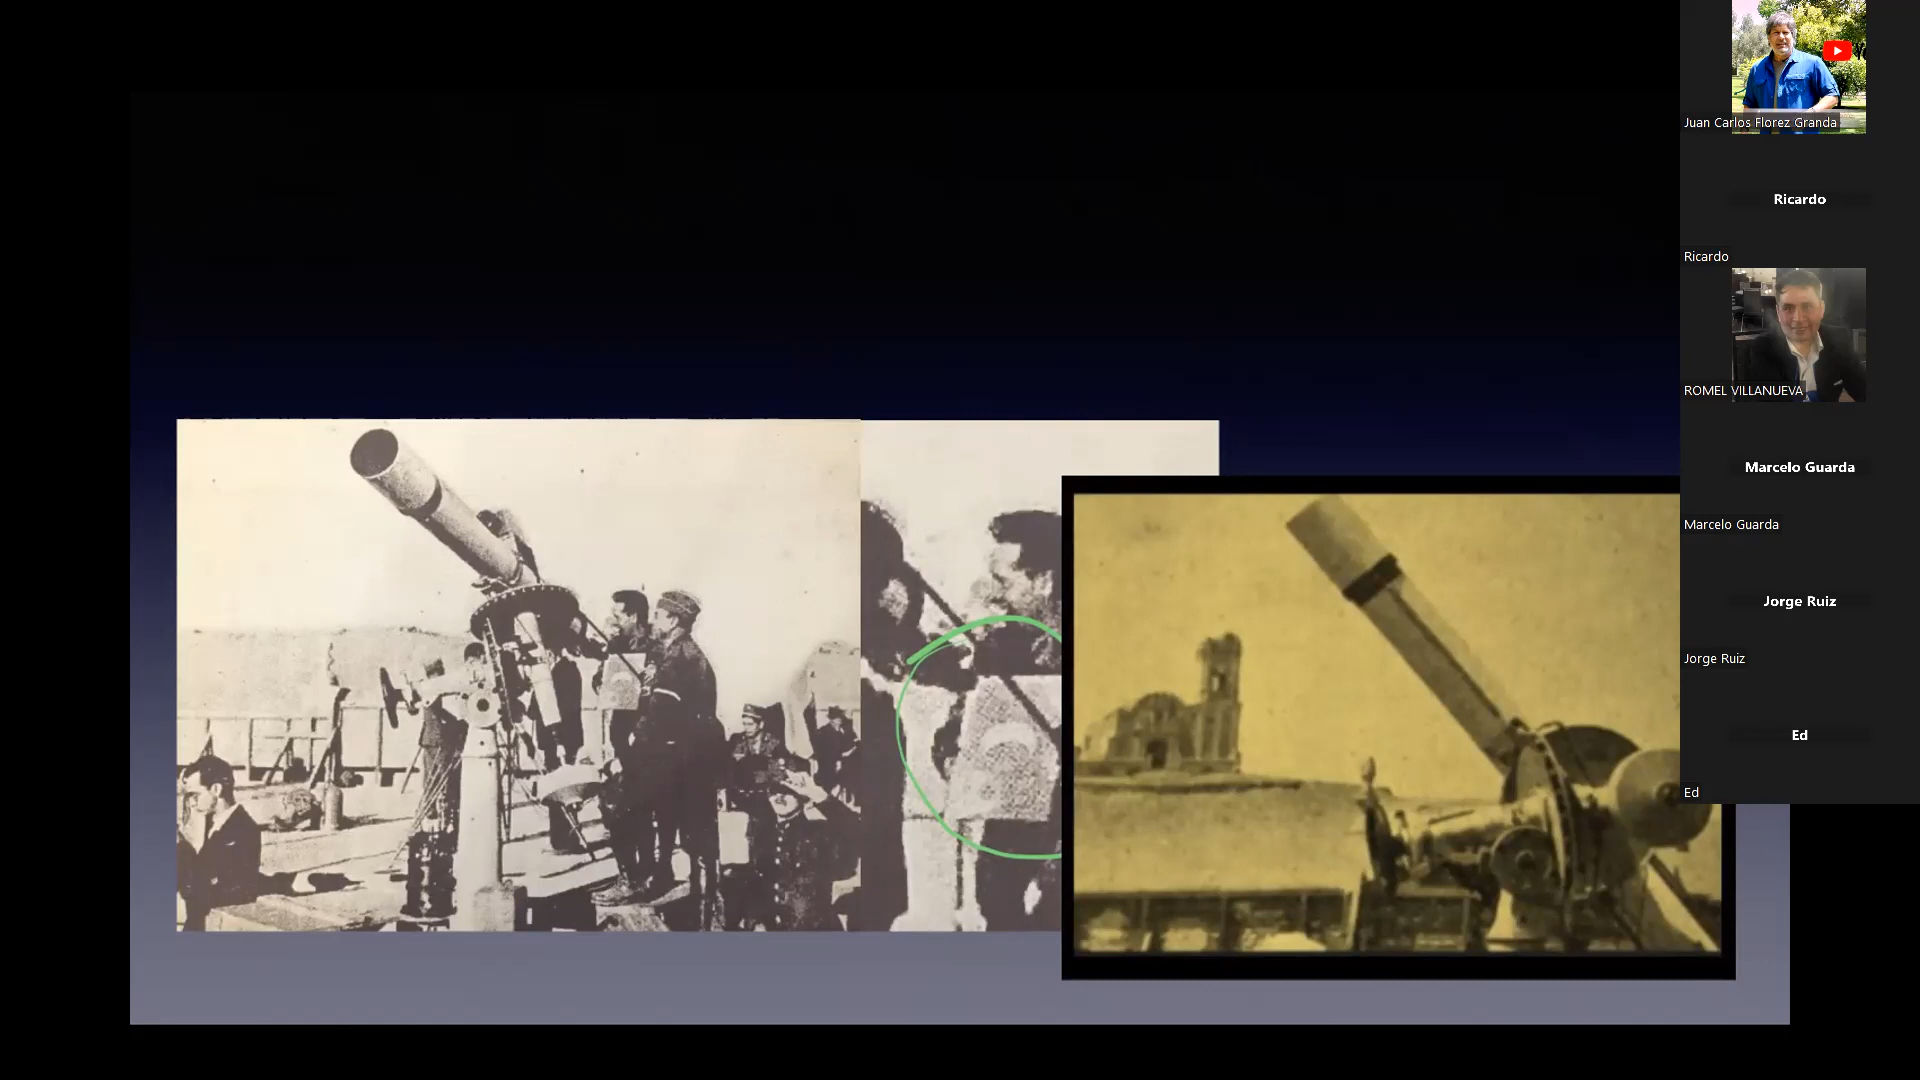 Juan Carlos Florez Granda
Ricardo
Ricardo
ROMEL VILLANUEVA
Marcelo Guarda
Marcelo Guarda
Jorge Ruiz
Jorge Ruiz
Ed
Ed